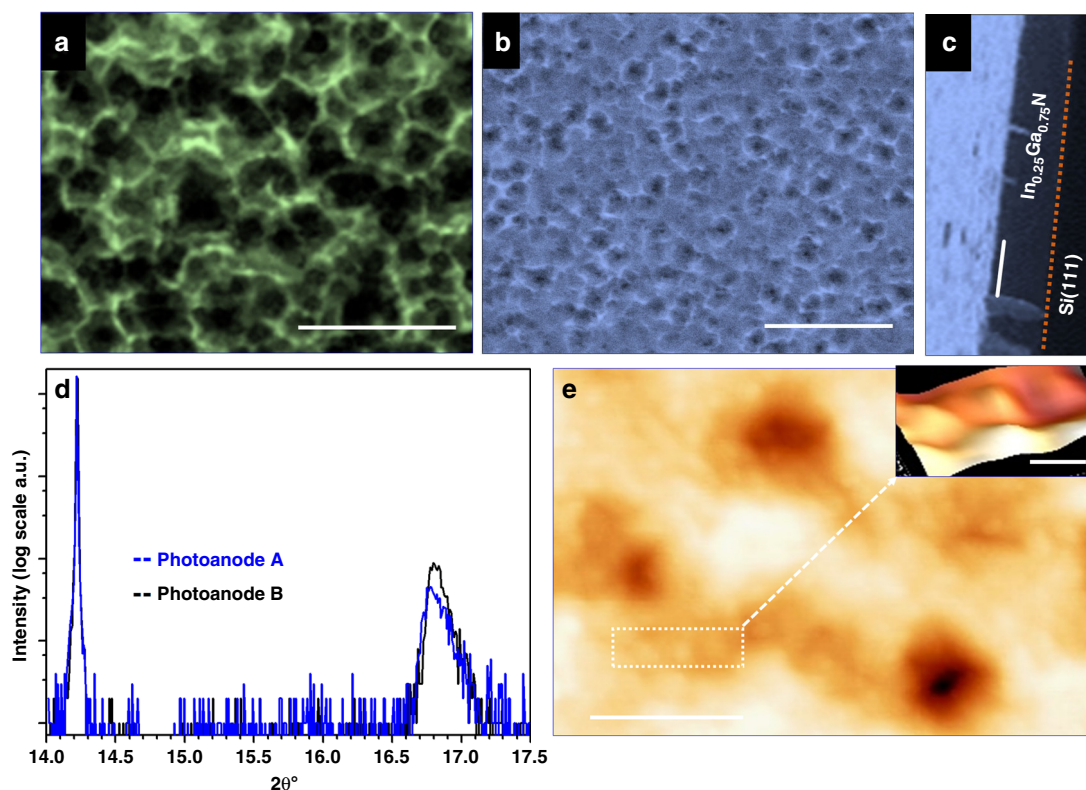 a
b
c
In0.25Ga0.75N
Si(111)
d
Intensity (log scale a.u.)
Photoanode A
Photoanode B
14.0 14.5 15.0 15.5 16.0 16.5 17.0 17.5
2θ°
e